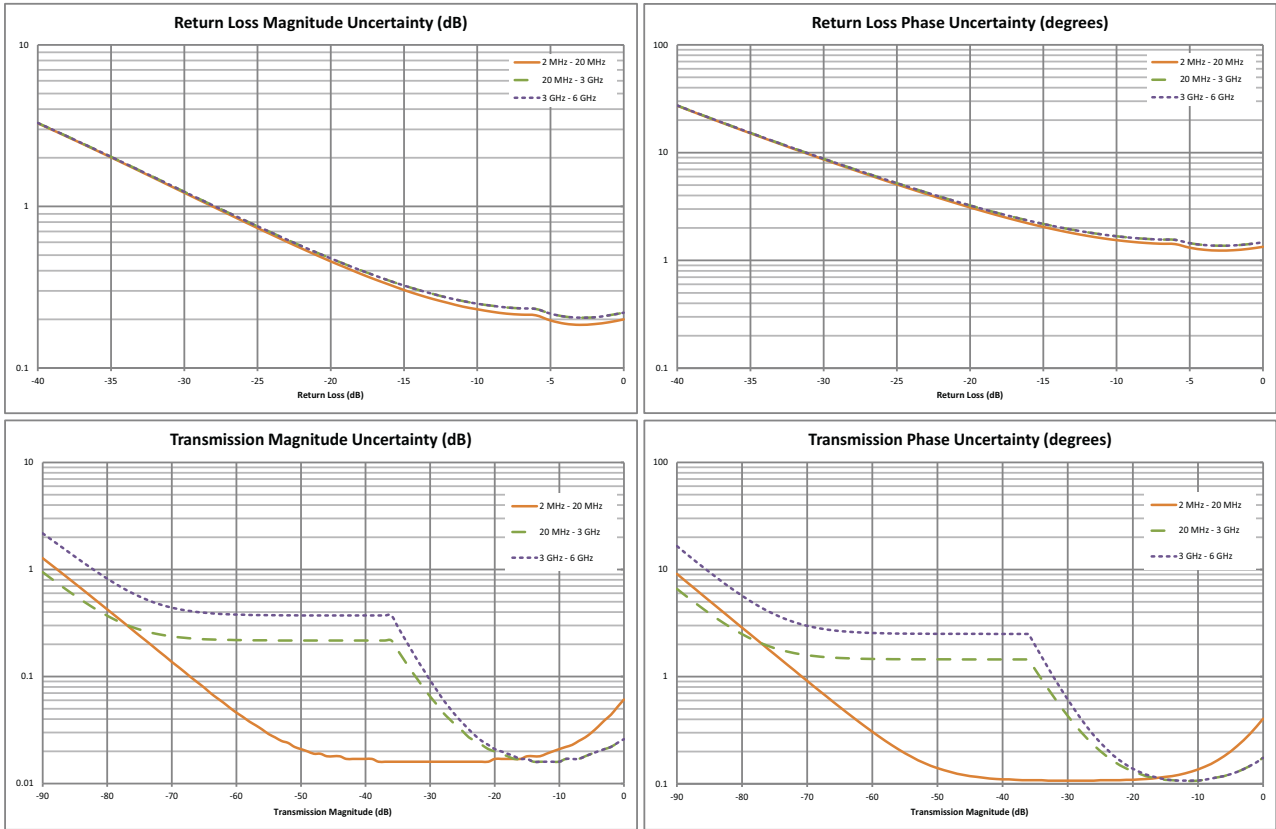 Return Loss Magnitude Uncertainty (dB)
10
1
0.1
2 MHz - 20 MHz
20 MHz - 3 GHz
3 GHz - 6 GHz
-40 -35 -30 -25 -20 -15 -10 -5 0
Return Loss (dB)
Return Loss Phase Uncertainty (degrees)
100
10
1
0.1
2 MHz - 20 MHz
20 MHz - 3 GHz
3 GHz - 6 GHz
-40 -35 -30 -25 -20 -15 -10 -5 0
Return Loss (dB)
Transmission Magnitude Uncertainty (dB)
10
1
0.1
0.01
2 MHz - 20 MHz
20 MHz - 3 GHz
3 GHz - 6 GHz
-90 -80 -70 -60 -50 -40 -30 -20 -10 0
Transmission Magnitude (dB)
Transmission Phase Uncertainty (degrees)
100
10
1
0.1
2 MHz - 20 MHz
20 MHz - 3 GHz
3 GHz - 6 GHz
-90 -80 -70 -60 -50 -40 -30 -20 -10 0
Transmission Magnitude (dB)